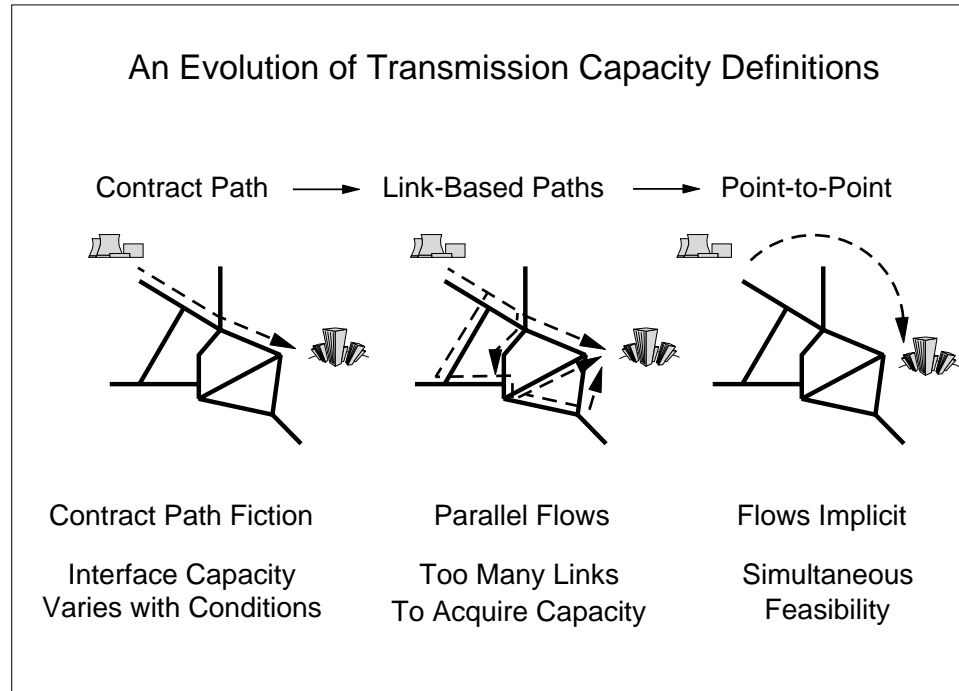 An Evolution of Transmission Capacity Definitions
Contract Path
Link-Based Paths
Point-to-Point
Contract Path Fiction
Parallel Flows
Flows Implicit
Interface Capacity
Varies with Conditions
Too Many Links
To Acquire Capacity
Simultaneous
Feasibility